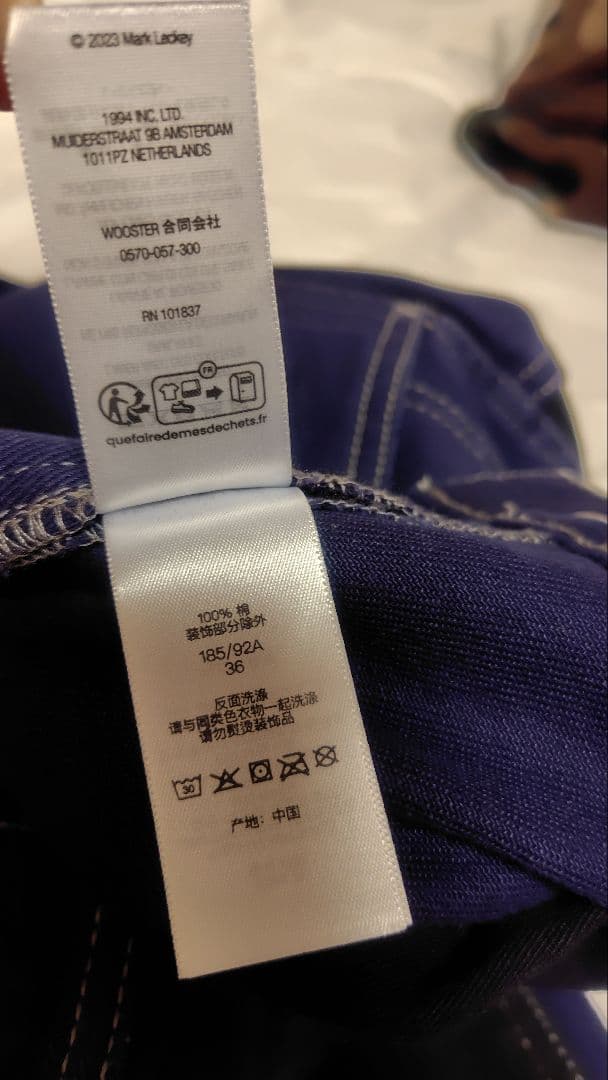 © 2023 Mark Leckey
1994 INC. LTD.
MUIDERSTRAAT 9B AMSTERDAM
1011PZ NETHERLANDS
WOOSTER 合同会社
0570-057-300
RN 101837
FR
quefairedemesdechets.fr
100% 棉
装饰部分除外
185/92A
36
反面洗涤
请与同类色衣物一起洗涤
请勿熨烫装饰品
30
产地：中国